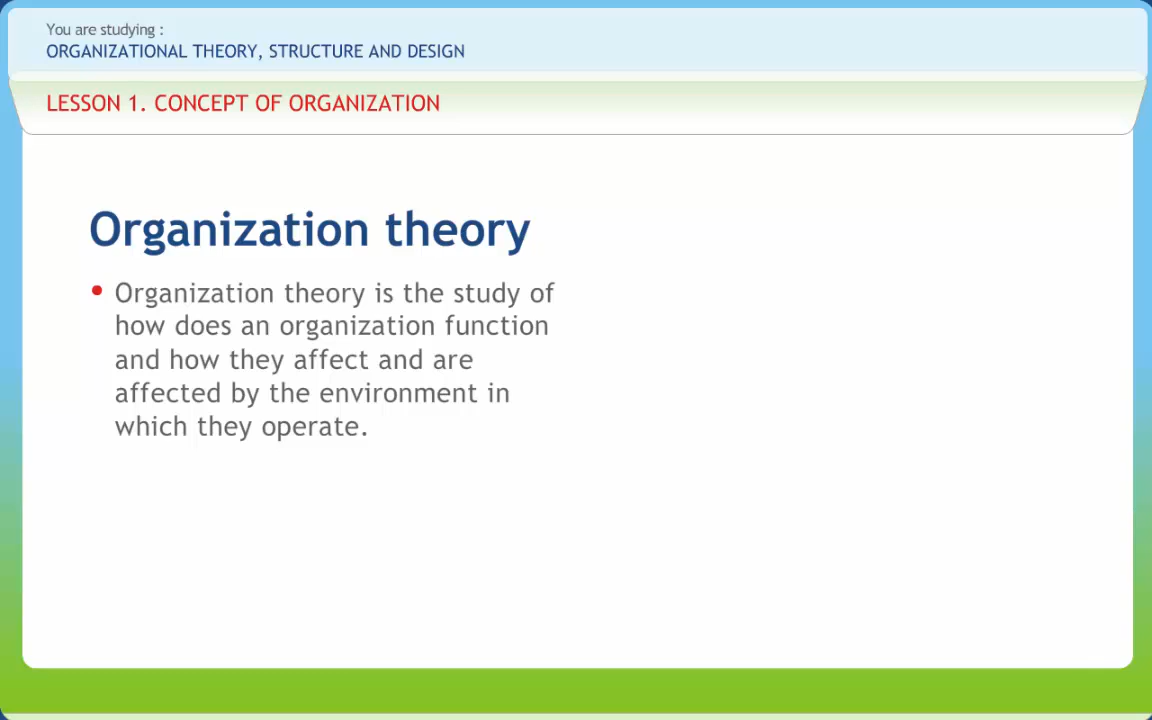 You are studying :
ORGANIZATIONAL THEORY, STRUCTURE AND DESIGN
LESSON 1. CONCEPT OF ORGANIZATION
Organization theory
• Organization theory is the study of
how does an organization function
and how they affect and are
affected by the environment in
which they operate.